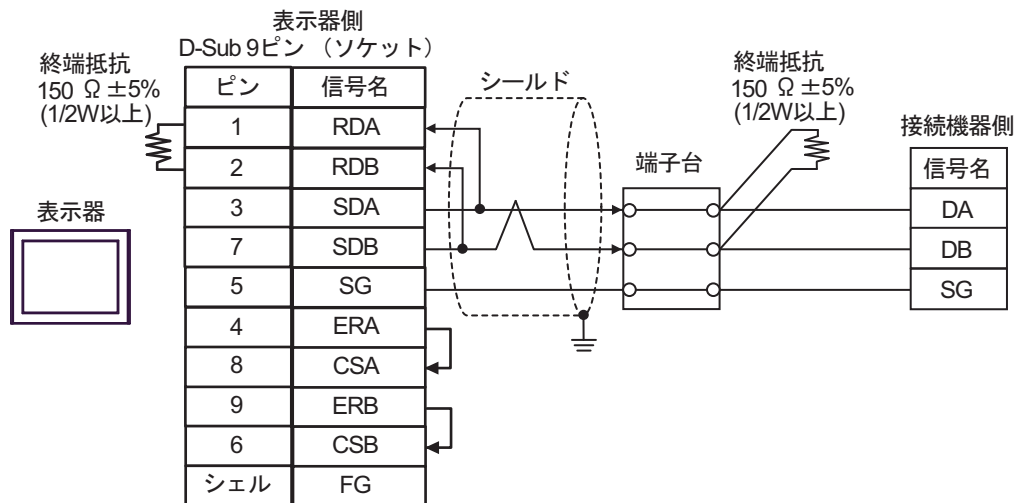 表示器側
D-Sub 9ピン （ソケット）
終端抵抗
150 Ω ±5%
(1/2W以上)
ピン 信号名
1 RDA
2 RDB
3 SDA
7 SDB
5 SG
4 ERA
8 CSA
9 ERB
6 CSB
シェル FG
表示器
シールド
端子台
終端抵抗
150 Ω ±5%
(1/2W以上)
接続機器側
信号名
DA
DB
SG